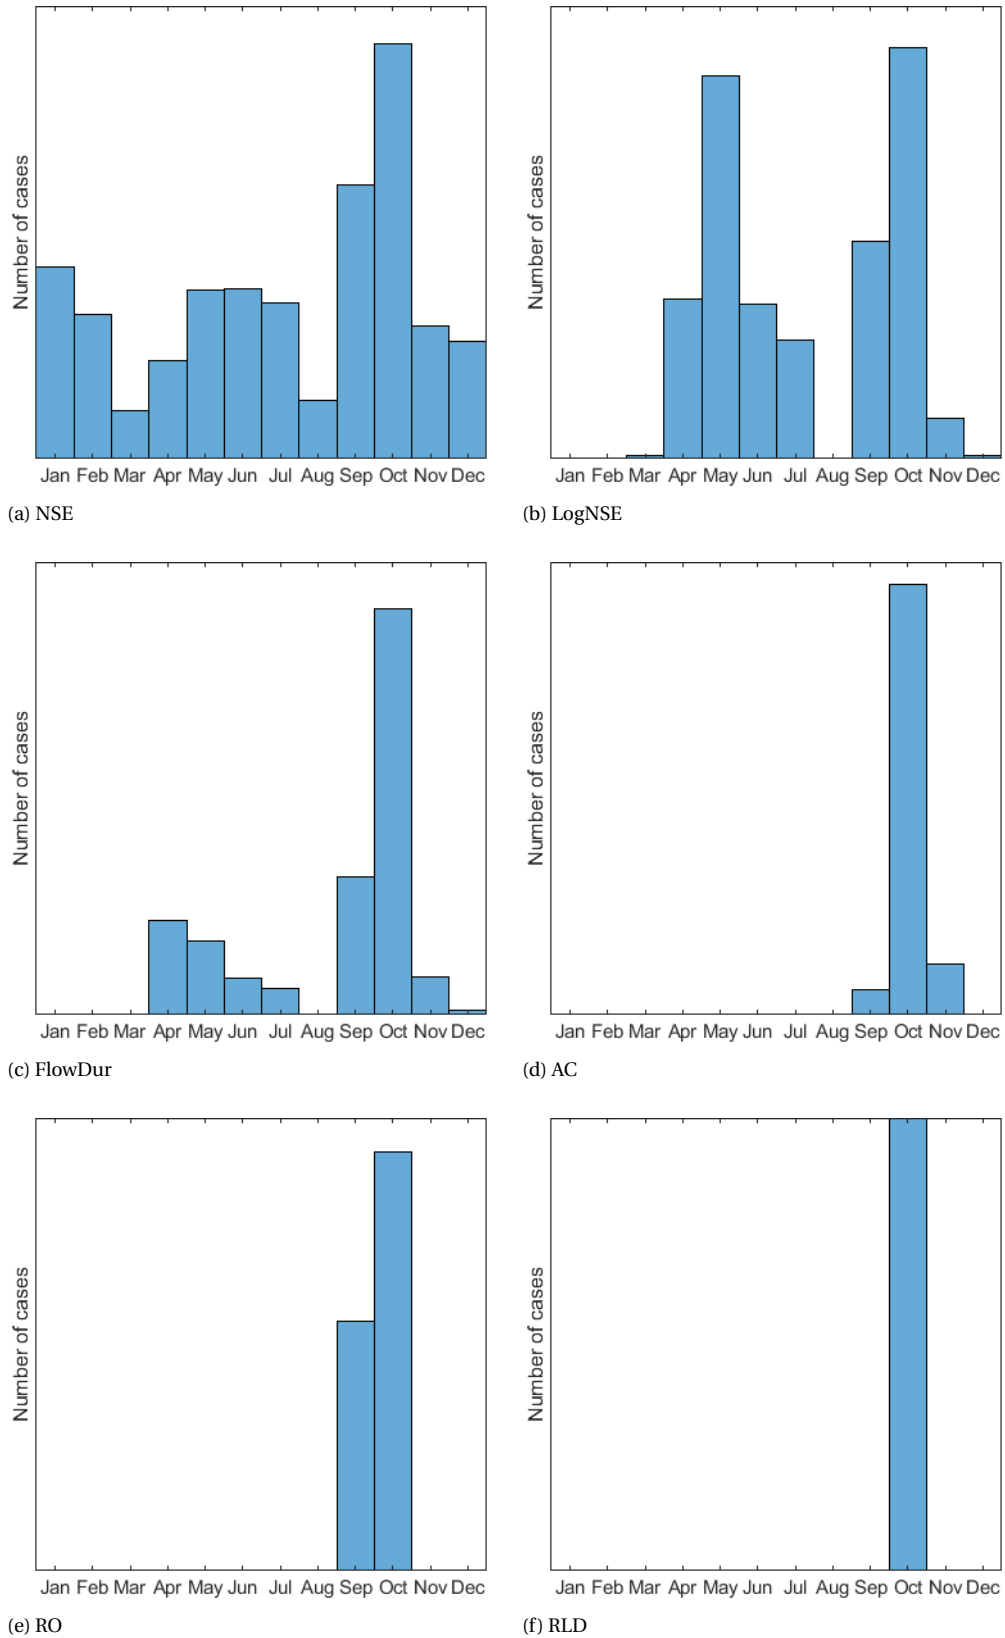 Number of cases
Jan Feb Mar Apr May Jun Jul Aug Sep Oct Nov Dec
(a) NSE
Number of cases
Jan Feb Mar Apr May Jun Jul Aug Sep Oct Nov Dec
(b) LogNSE
Number of cases
Jan Feb Mar Apr May Jun Jul Aug Sep Oct Nov Dec
(c) FlowDur
Number of cases
Jan Feb Mar Apr May Jun Jul Aug Sep Oct Nov Dec
(d) AC
Number of cases
Jan Feb Mar Apr May Jun Jul Aug Sep Oct Nov Dec
(e) RO
Number of cases
Jan Feb Mar Apr May Jun Jul Aug Sep Oct Nov Dec
(f) RLD